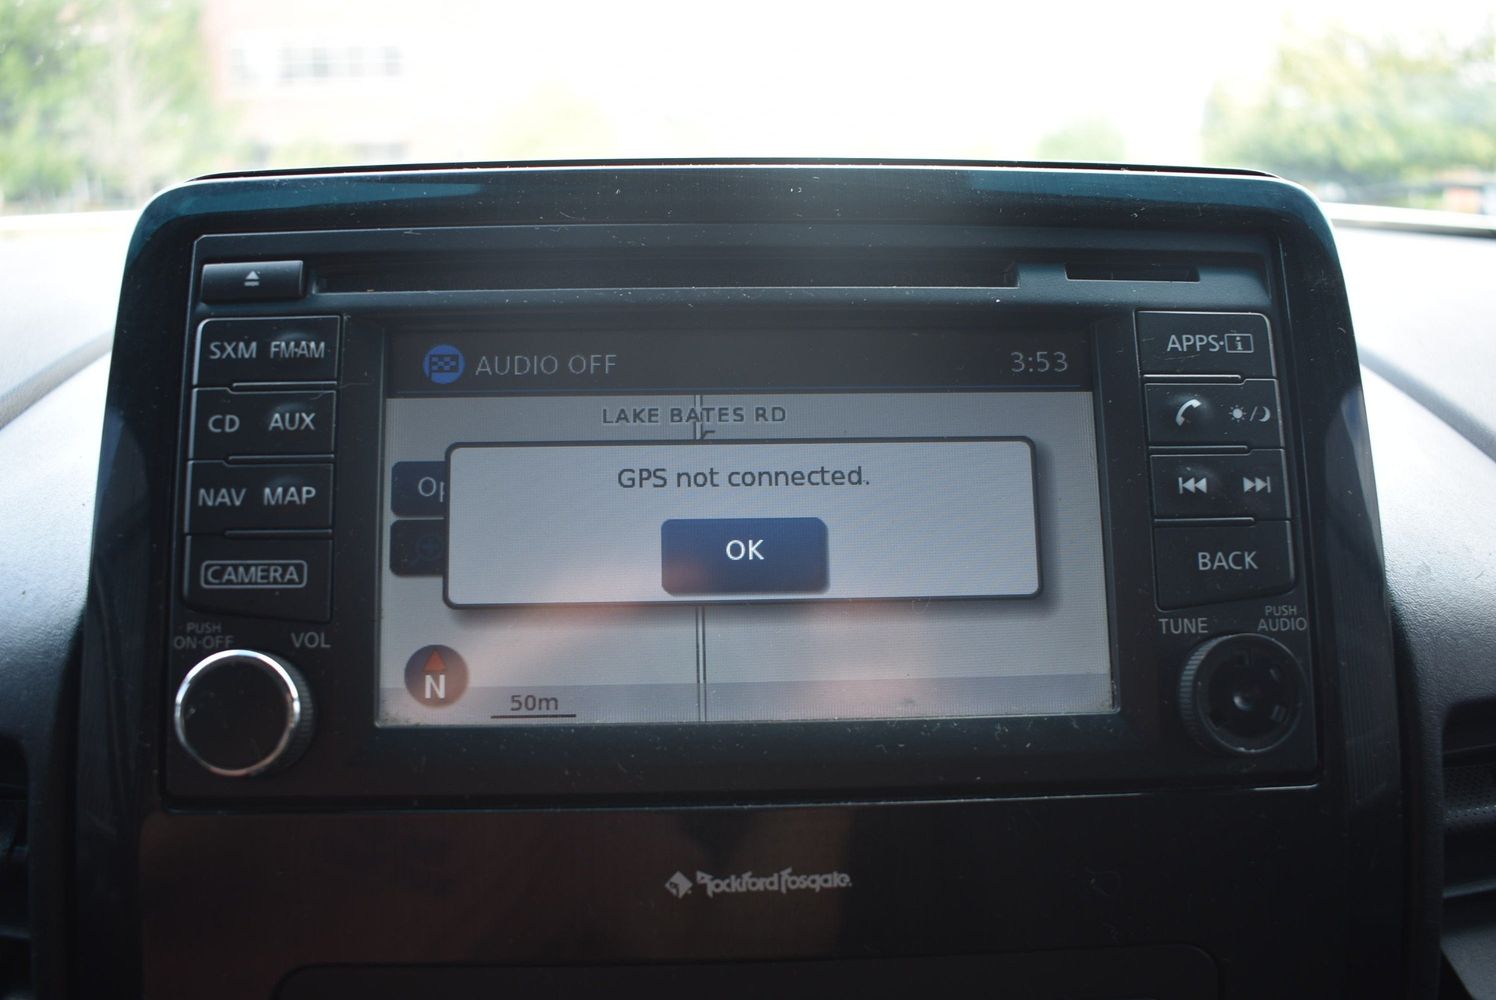 SXM FM·AM
CD AUX
NAV MAP
CAMERA
PUSH
ON·OFF
VOL
AUDIO OFF
3:53
LAKE BATES RD
GPS not connected.
OK
N
50m
APPS·i
BACK
TUNE
PUSH
AUDIO
Rockford Fosgate